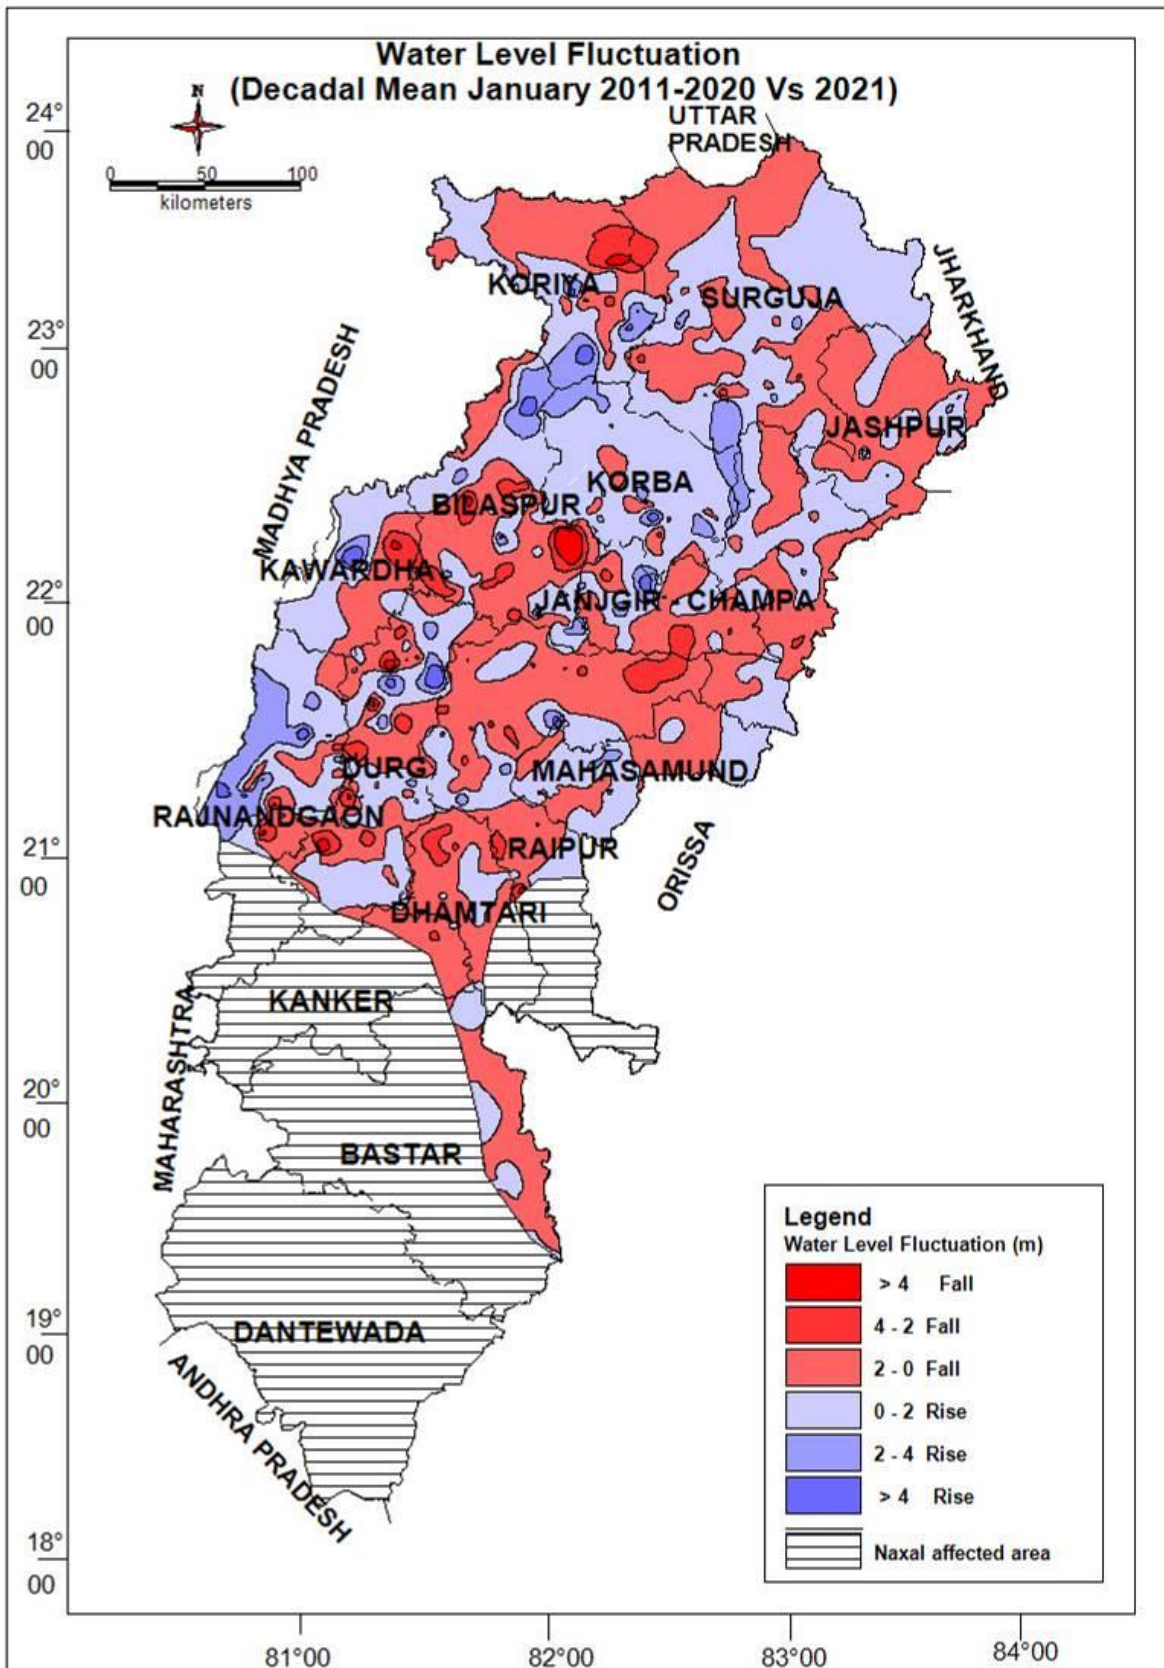 Water Level Fluctuation
(Decadal Mean January 2011-2020 Vs 2021)
N
0 50 100
kilometers
24°
00
23°
00
22°
00
21°
00
20°
00
19°
00
18°
00
UTTAR
PRADESH
JHARKHAND
MADHYA PRADESH
KORIYA
SURGUJA
JASHPUR
KORBA
BILASPUR
KAWARDHA
JANJGIR - CHAMPA
DURG
MAHASAMUND
RAJNANDGAON
RAIPUR
ORISSA
DHAMTARI
KANKER
MAHARASHTRA
BASTAR
DANTEWADA
ANDHRA PRADESH
Legend
Water Level Fluctuation (m)
> 4 Fall
4 - 2 Fall
2 - 0 Fall
0 - 2 Rise
2 - 4 Rise
> 4 Rise
Naxal affected area
81°00 82°00 83°00 84°00